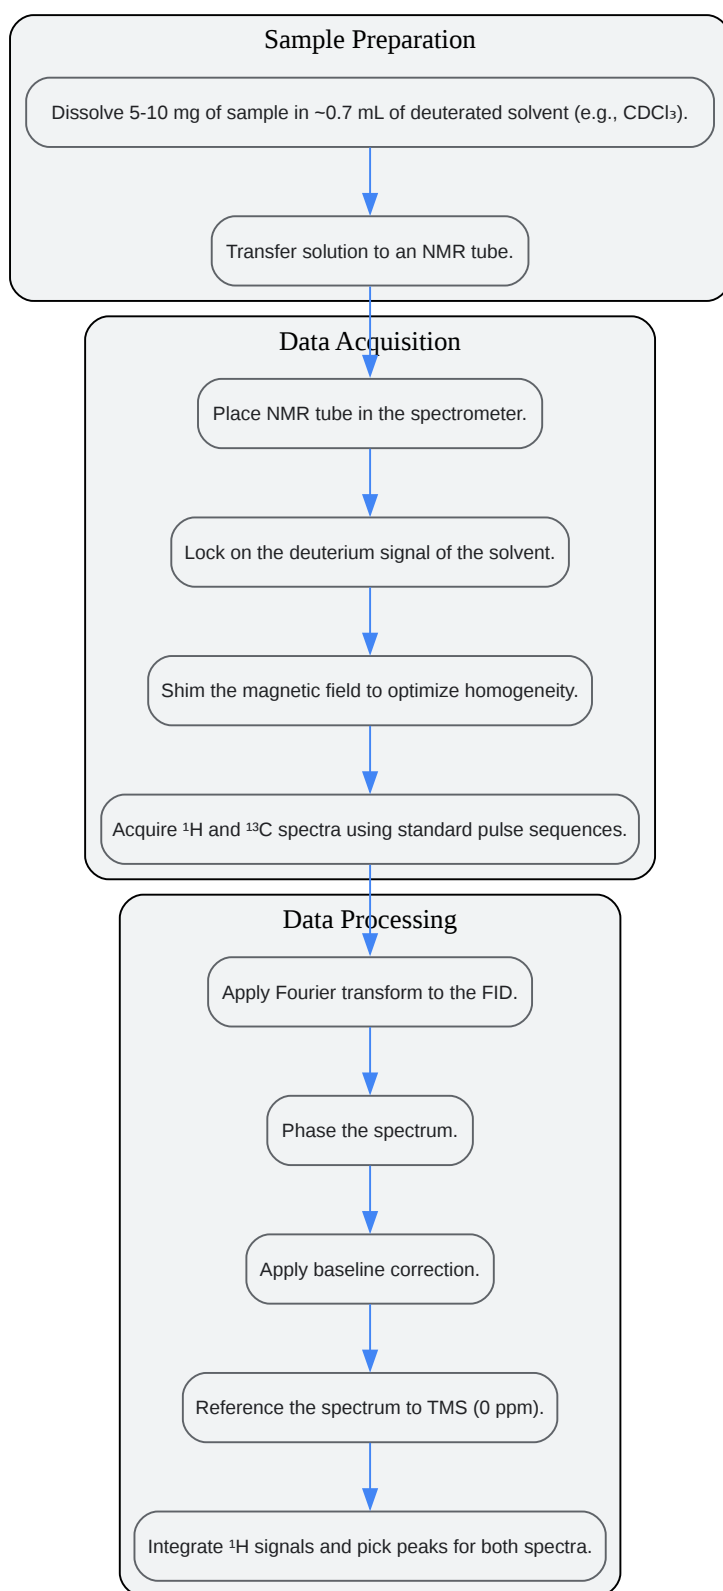 Sample Preparation
Dissolve 5-10 mg of sample in ~0.7 mL of deuterated solvent (e.g., CDCl₃).
Transfer solution to an NMR tube.
Data Acquisition
Place NMR tube in the spectrometer.
Lock on the deuterium signal of the solvent.
Shim the magnetic field to optimize homogeneity.
Acquire ¹H and ¹³C spectra using standard pulse sequences.
Data Processing
Apply Fourier transform to the FID.
Phase the spectrum.
Apply baseline correction.
Reference the spectrum to TMS (0 ppm).
Integrate ¹H signals and pick peaks for both spectra.